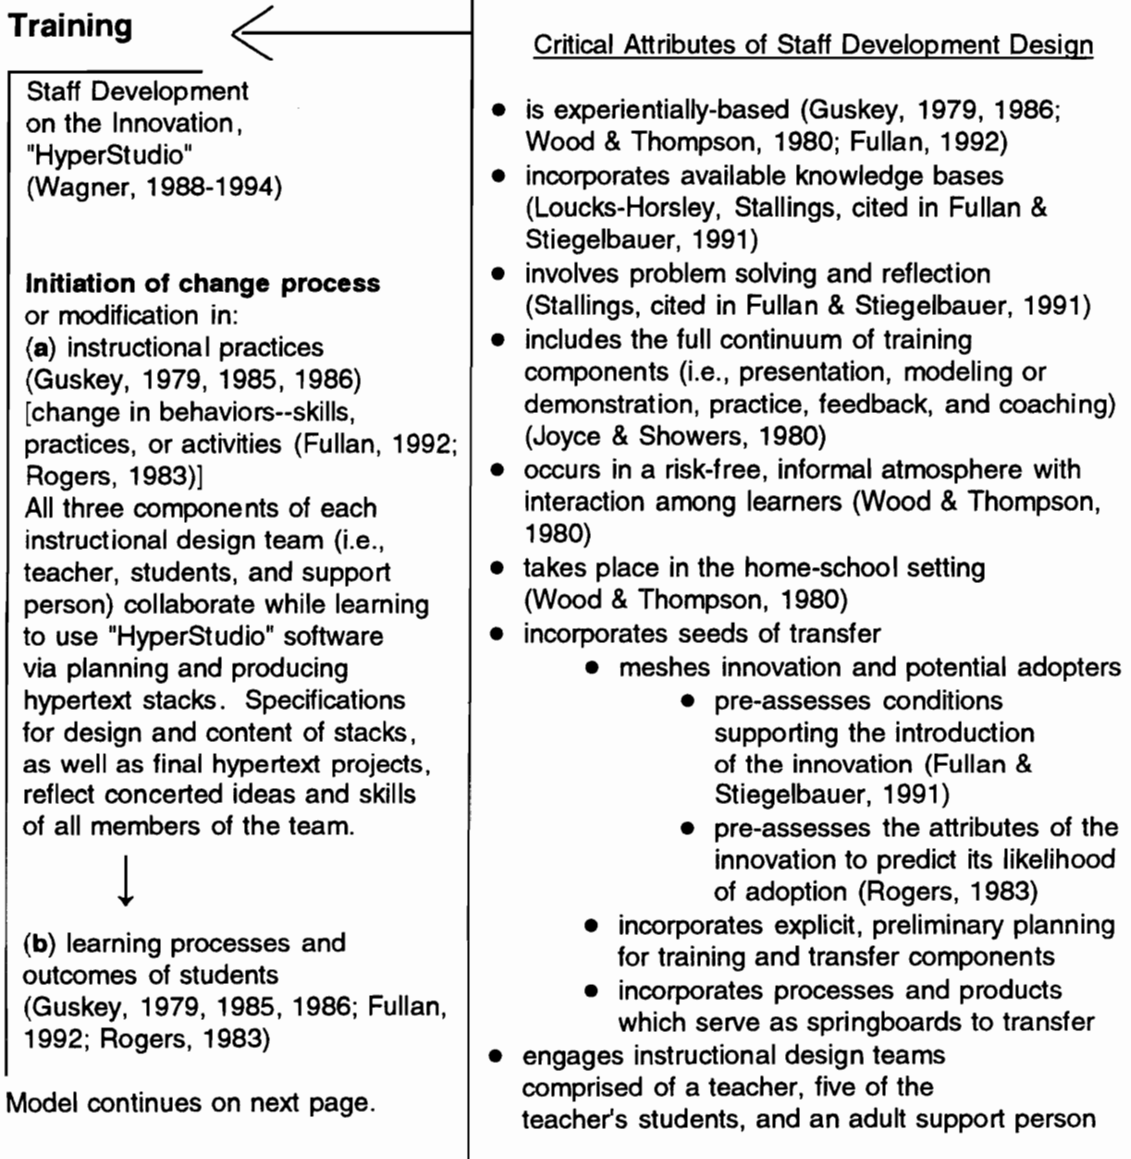 Training
Staff Development
on the Innovation,
"HyperStudio"
(Wagner, 1988-1994)
Initiation of change process
or modification in:
(a) instructional practices
(Guskey, 1979, 1985, 1986)
[change in behaviors--skills,
practices, or activities (Fullan, 1992;
Rogers, 1983)]
All three components of each
instructional design team (i.e.,
teacher, students, and support
person) collaborate while learning
to use "HyperStudio" software
via planning and producing
hypertext stacks. Specifications
for design and content of stacks,
as well as final hypertext projects,
reflect concerted ideas and skills
of all members of the team.
(b) learning processes and
outcomes of students
(Guskey, 1979, 1985, 1986; Fullan,
1992; Rogers, 1983)
Model continues on next page.
Critical Attributes of Staff Development Design
• is experientially-based (Guskey, 1979, 1986;
Wood & Thompson, 1980; Fullan, 1992)
• incorporates available knowledge bases
(Loucks-Horsley, Stallings, cited in Fullan &
Stiegelbauer, 1991)
• involves problem solving and reflection
(Stallings, cited in Fullan & Stiegelbauer, 1991)
• includes the full continuum of training
components (i.e., presentation, modeling or
demonstration, practice, feedback, and coaching)
(Joyce & Showers, 1980)
• occurs in a risk-free, informal atmosphere with
interaction among learners (Wood & Thompson,
1980)
• takes place in the home-school setting
(Wood & Thompson, 1980)
• incorporates seeds of transfer
• meshes innovation and potential adopters
• pre-assesses conditions
supporting the introduction
of the innovation (Fullan &
Stiegelbauer, 1991)
• pre-assesses the attributes of the
innovation to predict its likelihood
of adoption (Rogers, 1983)
• incorporates explicit, preliminary planning
for training and transfer components
• incorporates processes and products
which serve as springboards to transfer
• engages instructional design teams
comprised of a teacher, five of the
teacher's students, and an adult support person